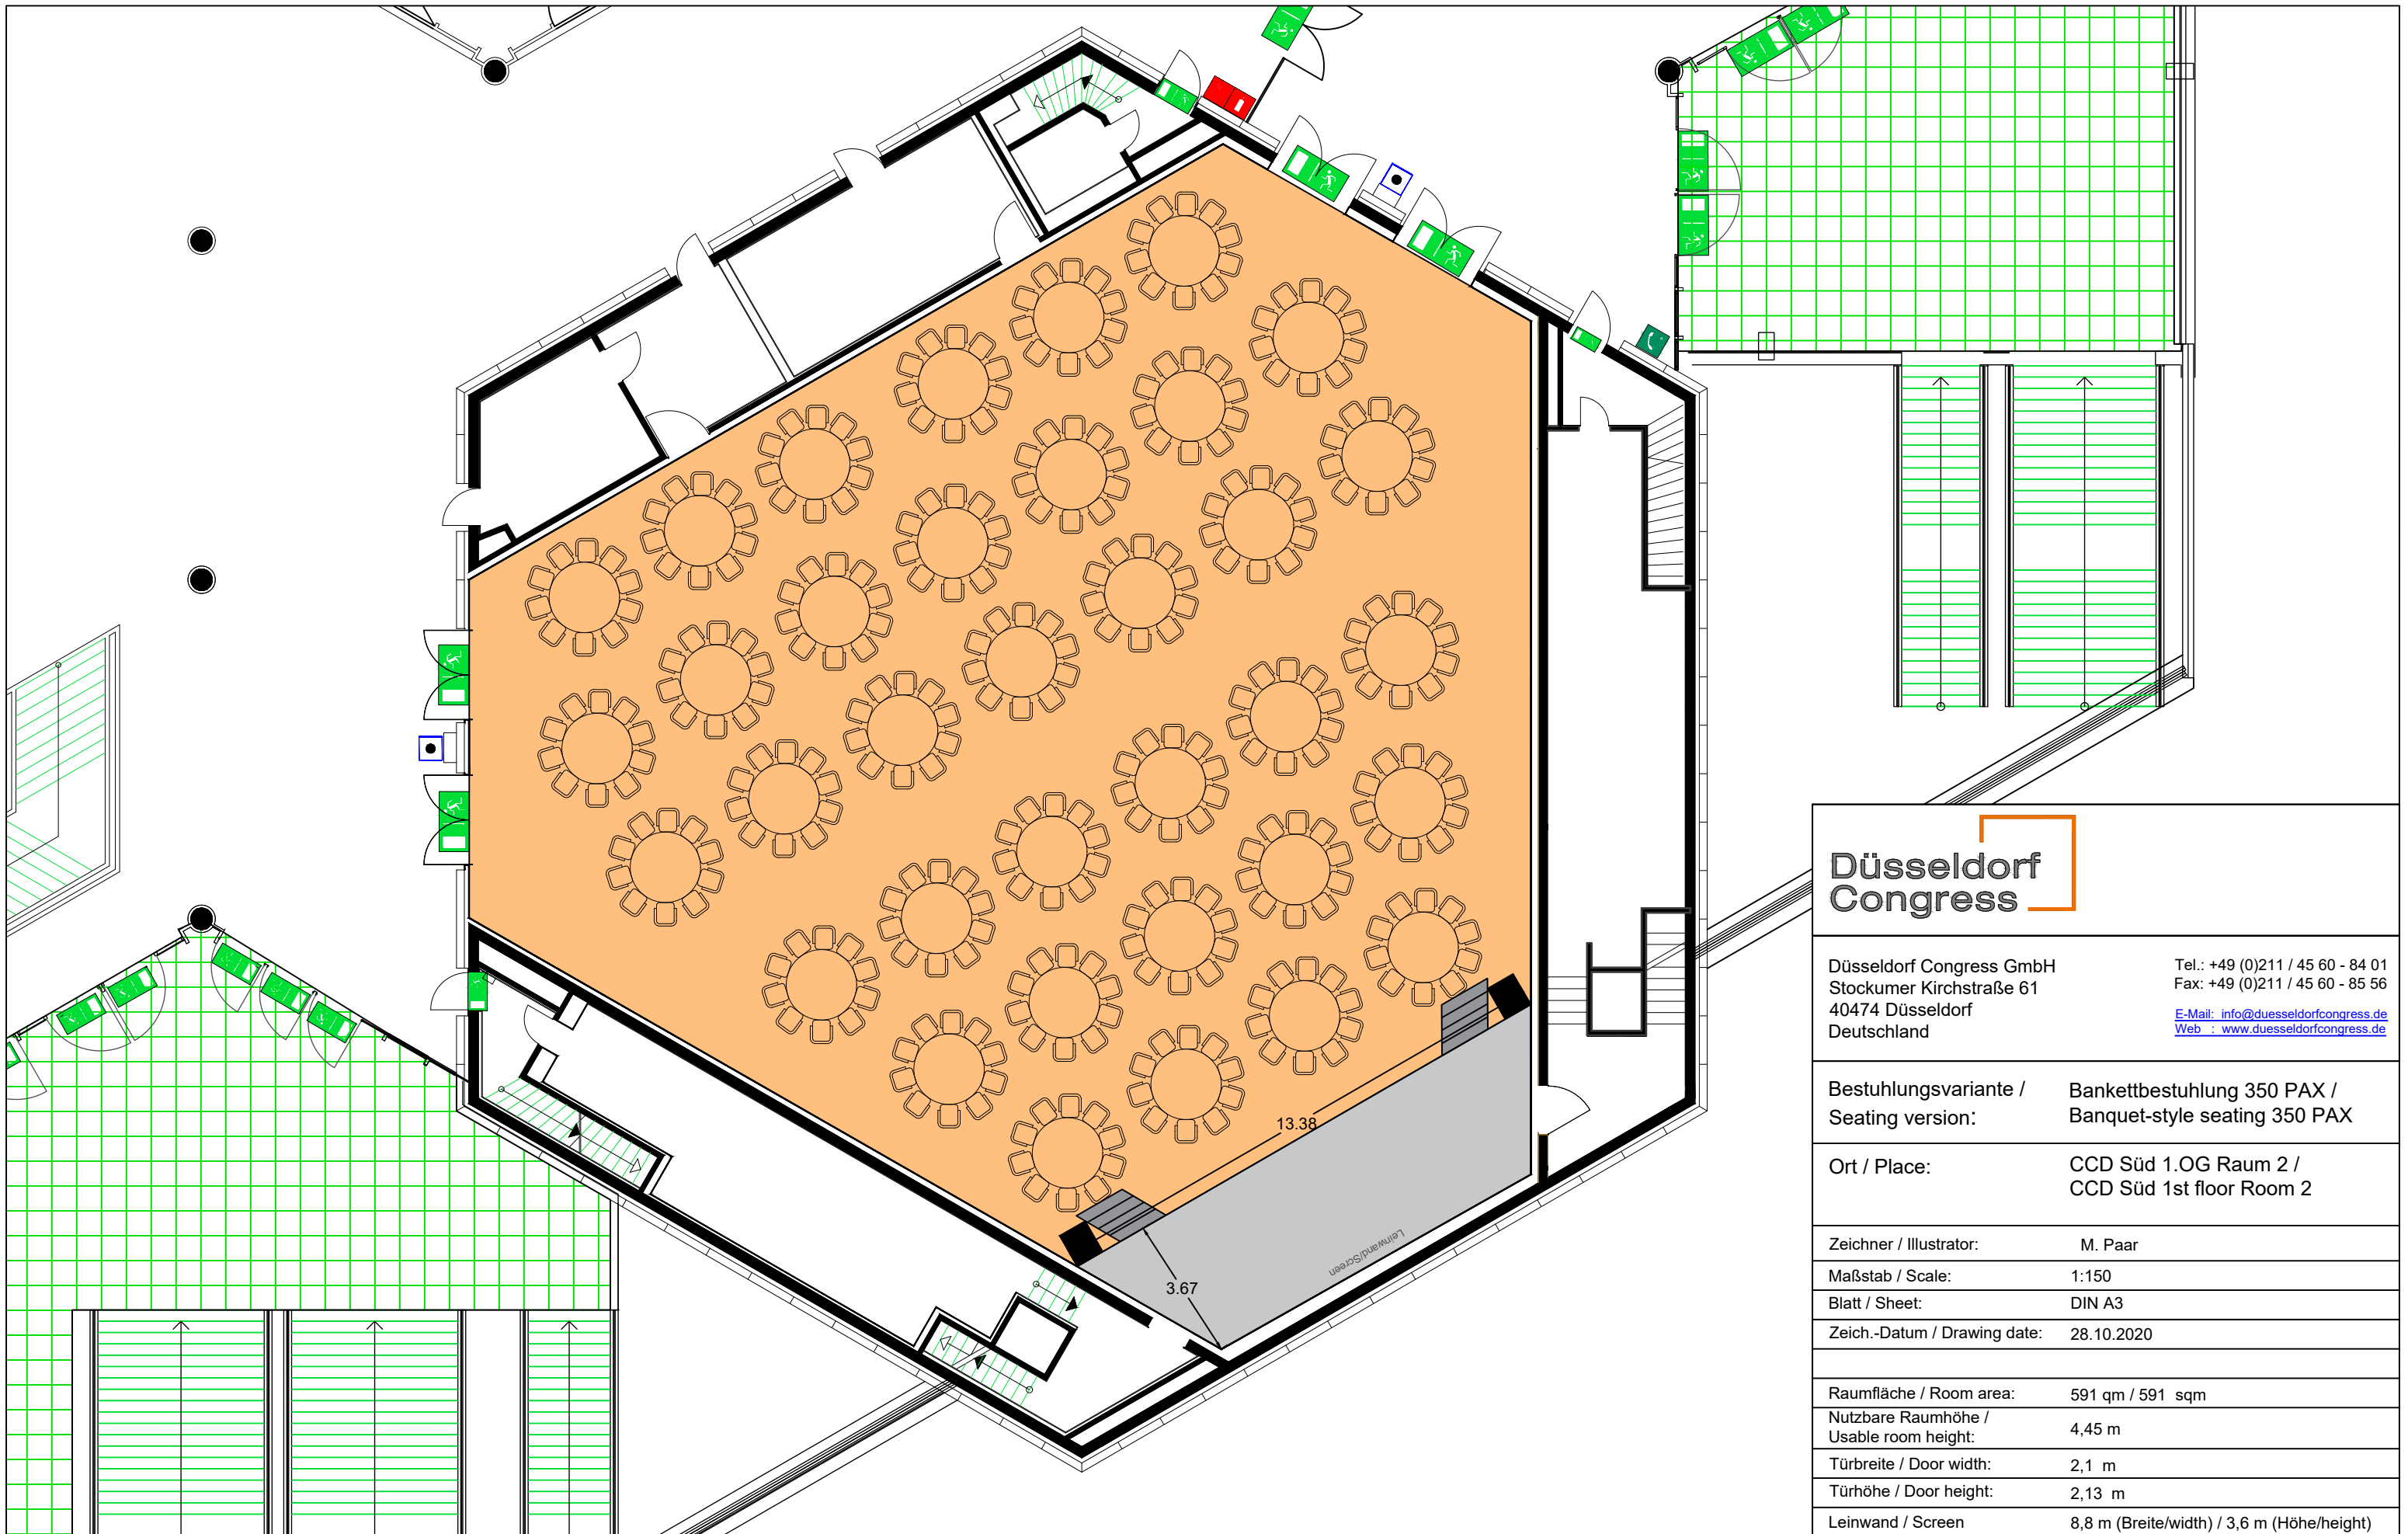 13.38
3.67
Leinwand/Screen
Düsseldorf
Congress
Düsseldorf Congress GmbH
Stockumer Kirchstraße 61
40474 Düsseldorf
Deutschland
Tel.: +49 (0)211 / 45 60 - 84 01
Fax: +49 (0)211 / 45 60 - 85 56
E-Mail: info@duesseldorfcongress.de
Web : www.duesseldorfcongress.de
Bestuhlungsvariante / Bankettbestuhlung 350 PAX /
Seating version: Banquet-style seating 350 PAX
Ort / Place: CCD Süd 1.OG Raum 2 /
CCD Süd 1st floor Room 2
Zeichner / Illustrator: M. Paar
Maßstab / Scale: 1:150
Blatt / Sheet: DIN A3
Zeich.-Datum / Drawing date: 28.10.2020
Raumfläche / Room area: 591 qm / 591 sqm
Nutzbare Raumhöhe /
Usable room height: 4,45 m
Türbreite / Door width: 2,1 m
Türhöhe / Door height: 2,13 m
Leinwand / Screen 8,8 m (Breite/width) / 3,6 m (Höhe/height)